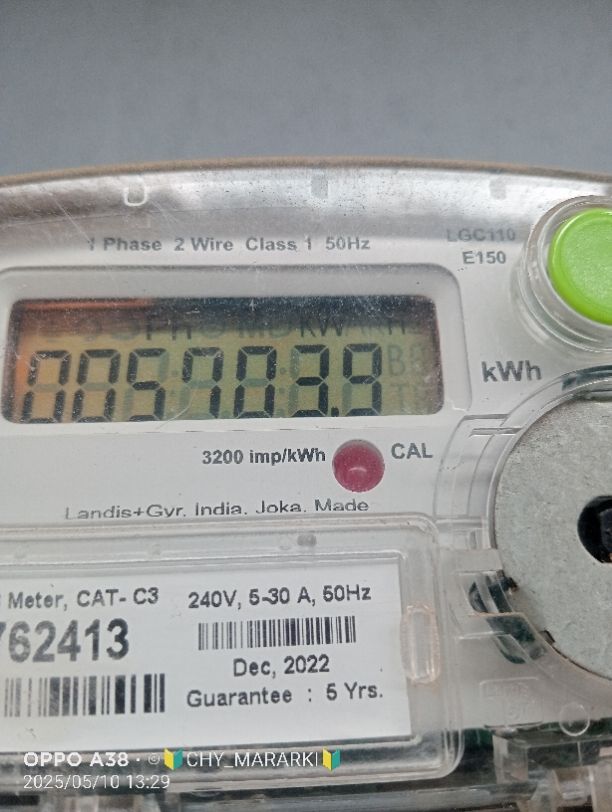 1 Phase 2 Wire Class 1 50Hz
LGC110
E150
005703.9
kWh
3200 imp/kWh
CAL
Landis+Gyr. India. Joka. Made
Meter, CAT- C3
762413
240V, 5-30 A, 50Hz
Dec, 2022
Guarantee : 5 Yrs.
OPPO A38 · ©🔰CHY_MARARKI🔰
2025/05/10 13:29